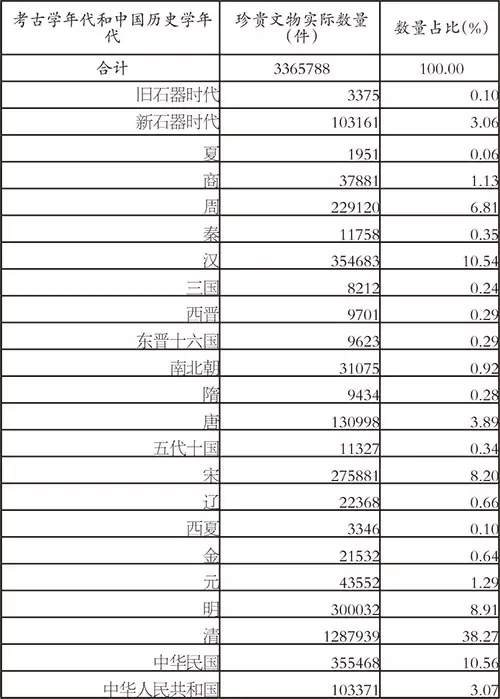 考古学年代和中国历史学年代 珍贵文物实际数量（件） 数量占比(%)
合计 3365788 100.00
旧石器时代 3375 0.10
新石器时代 103161 3.06
夏 1951 0.06
商 37881 1.13
周 229120 6.81
秦 11758 0.35
汉 354683 10.54
三国 8212 0.24
西晋 9701 0.29
东晋十六国 9623 0.29
南北朝 31075 0.92
隋 9434 0.28
唐 130998 3.89
五代十国 11327 0.34
宋 275881 8.20
辽 22368 0.66
西夏 3346 0.10
金 21532 0.64
元 43552 1.29
明 300032 8.91
清 1287939 38.27
中华民国 355468 10.56
中华人民共和国 103371 3.07